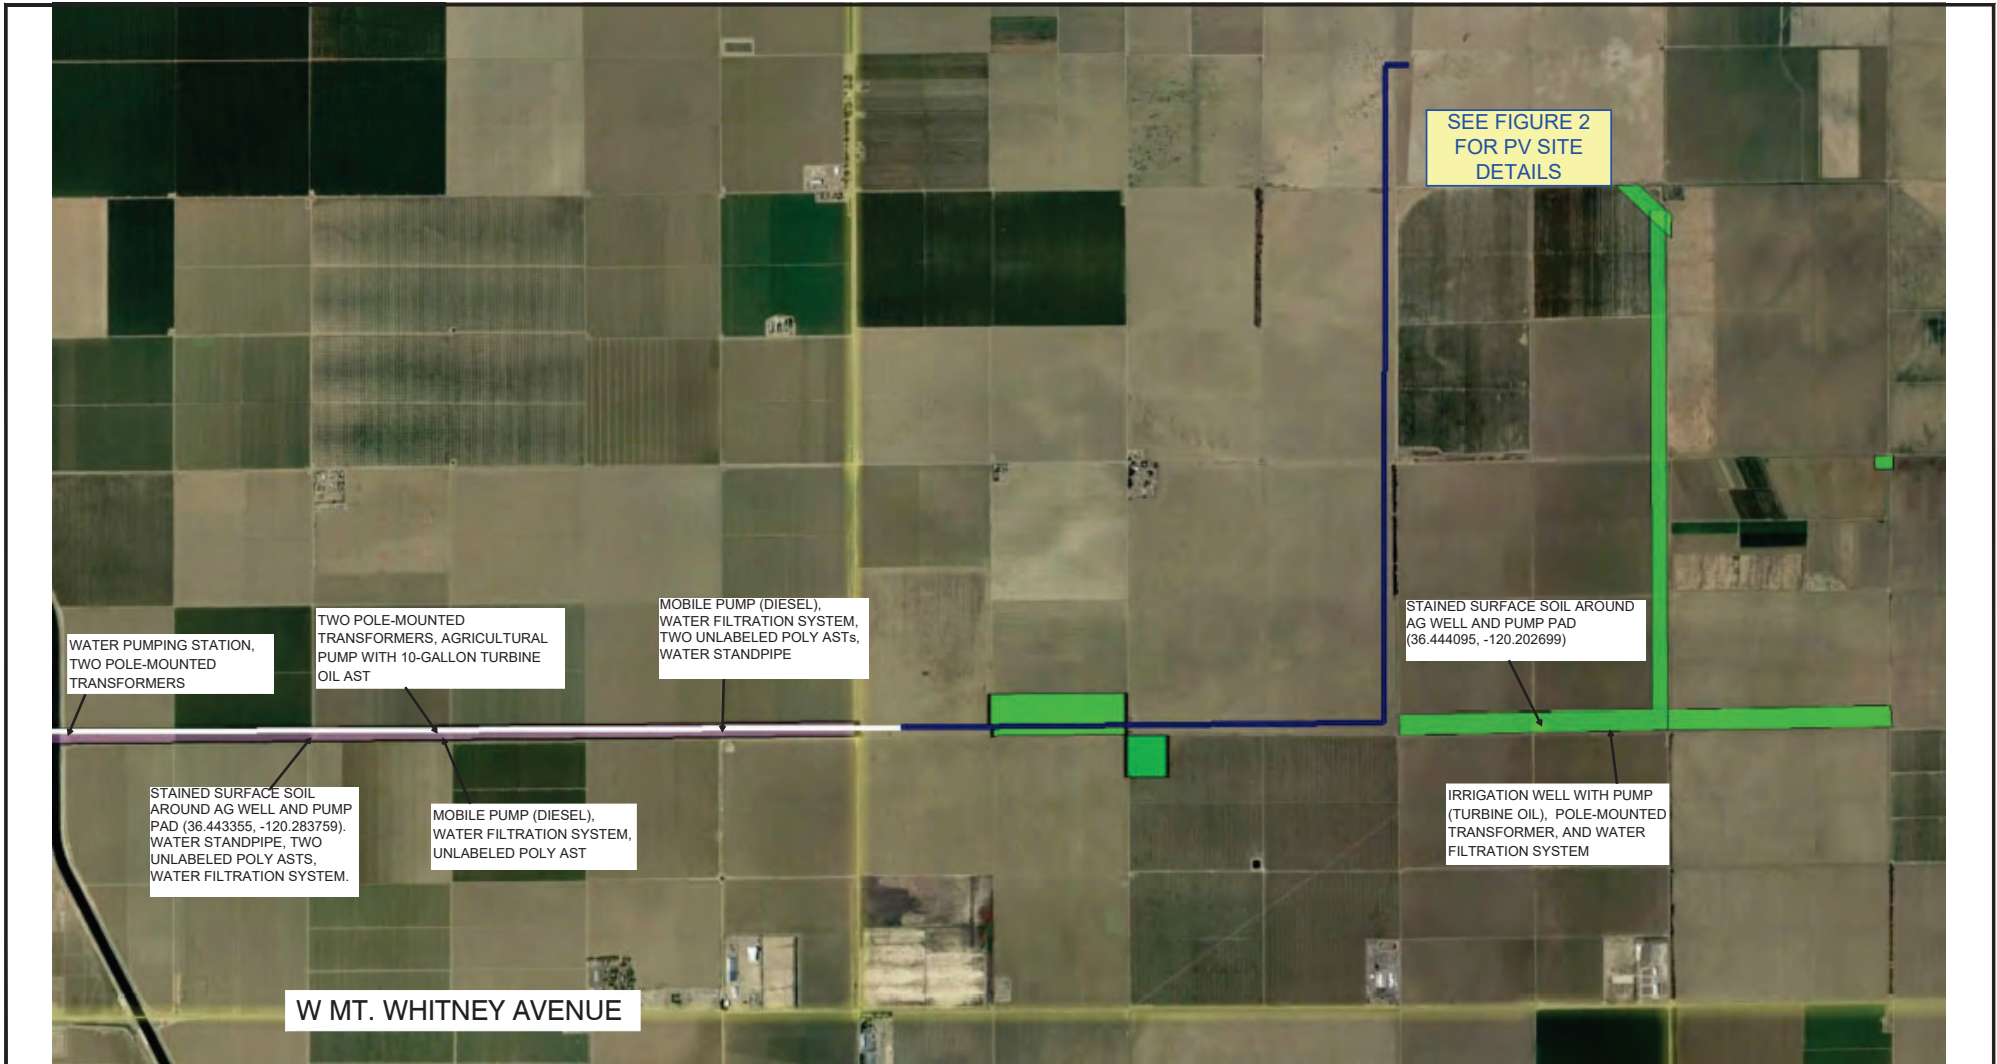 SEE FIGURE 2
FOR PV SITE
DETAILS
WATER PUMPING STATION,
TWO POLE-MOUNTED
TRANSFORMERS
TWO POLE-MOUNTED
TRANSFORMERS, AGRICULTURAL
PUMP WITH 10-GALLON TURBINE
OIL AST
MOBILE PUMP (DIESEL),
WATER FILTRATION SYSTEM,
TWO UNLABELED POLY ASTs,
WATER STANDPIPE
STAINED SURFACE SOIL AROUND
AG WELL AND PUMP PAD
(36.444095, -120.202699)
STAINED SURFACE SOIL
AROUND AG WELL AND PUMP
PAD (36.443355, -120.283759).
WATER STANDPIPE, TWO
UNLABELED POLY ASTS,
WATER FILTRATION SYSTEM.
MOBILE PUMP (DIESEL),
WATER FILTRATION SYSTEM,
UNLABELED POLY AST
IRRIGATION WELL WITH PUMP
(TURBINE OIL), POLE-MOUNTED
TRANSFORMER, AND WATER
FILTRATION SYSTEM
W MT. WHITNEY AVENUE